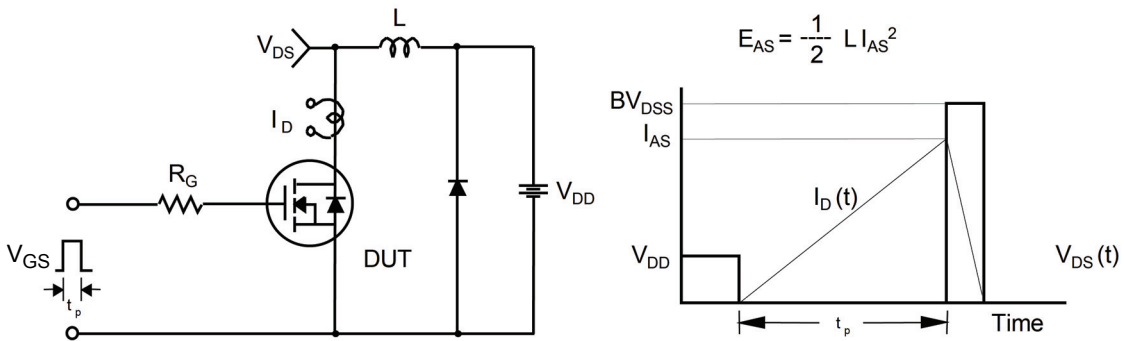 L
V_DS
I_D
R_G
V_DD
V_GS
t_p
DUT
E_AS = 1/2 L I_AS^2
BV_DSS
I_AS
I_D (t)
V_DD
V_DS (t)
t_p
Time